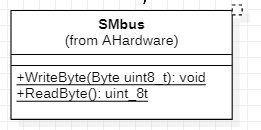 SMbus
(from AHardware)
+WriteByte(Byte uint8_t): void
+ReadByte(): uint_8t